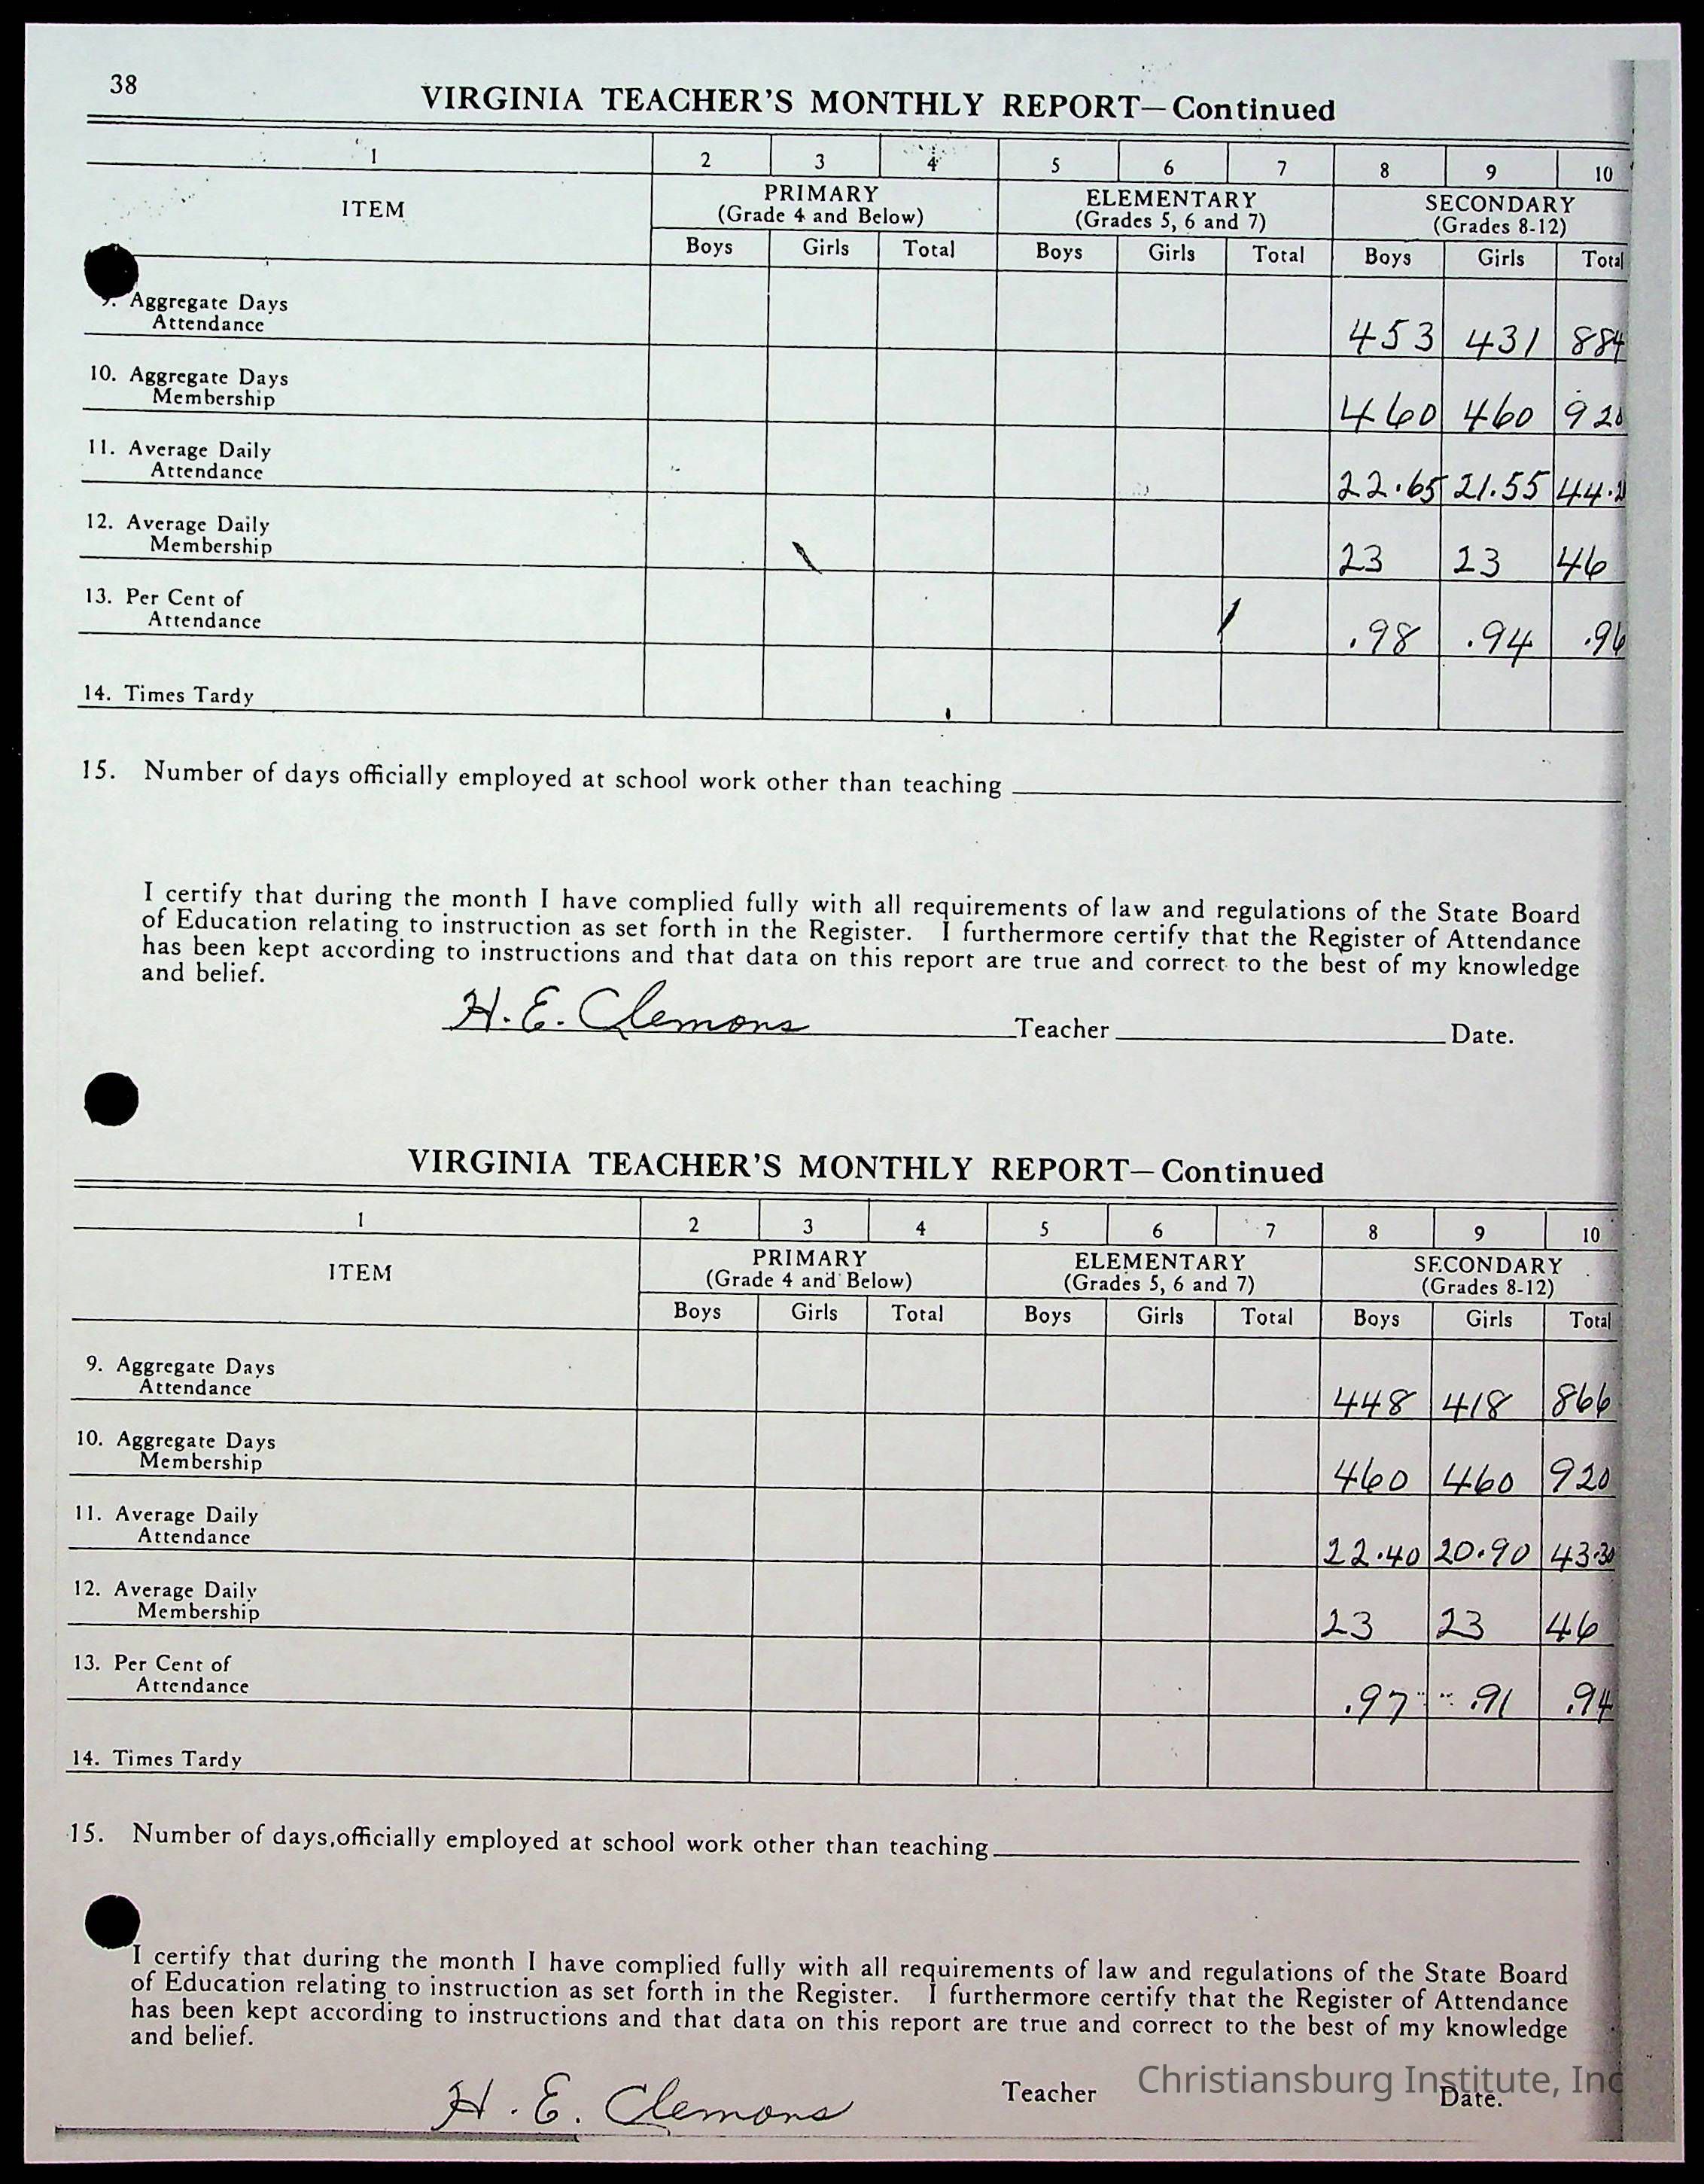 38
VIRGINIA TEACHER'S MONTHLY REPORT—Continued
1 2 3 4 5 6 7 8 9 10
ITEM PRIMARY ELEMENTARY SECONDARY
(Grade 4 and Below) (Grades 5, 6 and 7) (Grades 8-12)
Boys Girls Total Boys Girls Total Boys Girls Total
9. Aggregate Days
Attendance 453 431 884
10. Aggregate Days
Membership 460 460 920
11. Average Daily
Attendance 22.65 21.55 44.2
12. Average Daily
Membership 23 23 46
13. Per Cent of
Attendance .98 .94 .96
14. Times Tardy
15. Number of days officially employed at school work other than teaching
I certify that during the month I have complied fully with all requirements of law and regulations of the State Board
of Education relating to instruction as set forth in the Register. I furthermore certify that the Register of Attendance
has been kept according to instructions and that data on this report are true and correct to the best of my knowledge
and belief.
H. E. Clemons Teacher Date.
VIRGINIA TEACHER'S MONTHLY REPORT—Continued
1 2 3 4 5 6 7 8 9 10
ITEM PRIMARY ELEMENTARY SECONDARY
(Grade 4 and Below) (Grades 5, 6 and 7) (Grades 8-12)
Boys Girls Total Boys Girls Total Boys Girls Total
9. Aggregate Days
Attendance 448 418 866
10. Aggregate Days
Membership 460 460 920
11. Average Daily
Attendance 22.40 20.90 43.30
12. Average Daily
Membership 23 23 46
13. Per Cent of
Attendance .97 .91 .94
14. Times Tardy
15. Number of days officially employed at school work other than teaching
I certify that during the month I have complied fully with all requirements of law and regulations of the State Board
of Education relating to instruction as set forth in the Register. I furthermore certify that the Register of Attendance
has been kept according to instructions and that data on this report are true and correct to the best of my knowledge
and belief.
H. E. Clemons Teacher Date.
Christiansburg Institute, Inc